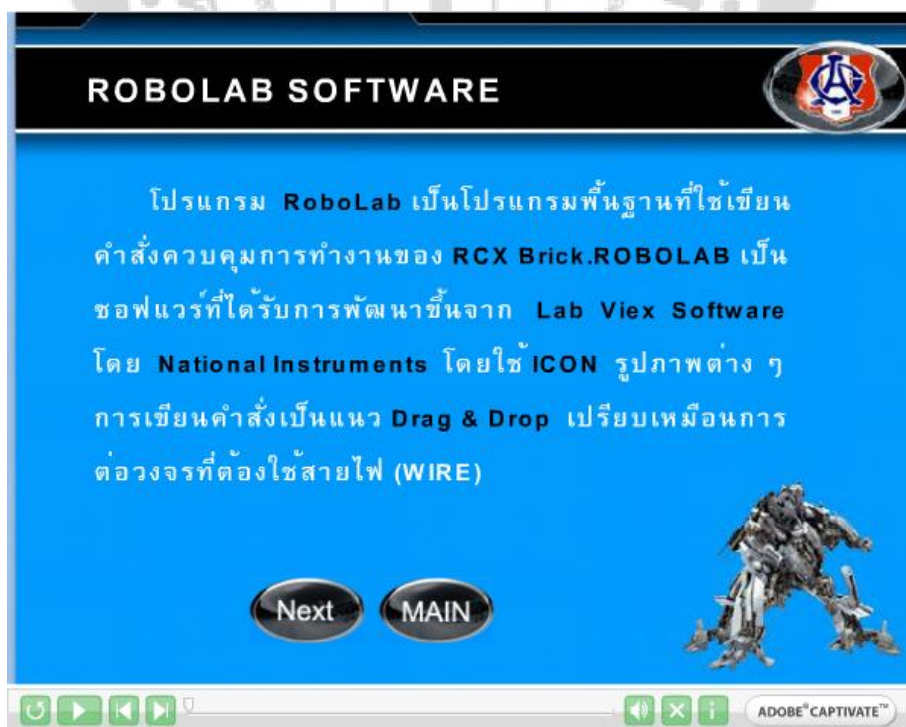 ROBOLAB SOFTWARE
โปรแกรม RoboLab เป็นโปรแกรมพื้นฐานที่ใช้เขียน
คำสั่งควบคุมการทำงานของ RCX Brick.ROBOLAB เป็น
ซอฟแวร์ที่ได้รับการพัฒนาขึ้นจาก Lab Viex Software
โดย National Instruments โดยใช้ ICON รูปภาพต่าง ๆ
การเขียนคำสั่งเป็นแนว Drag & Drop เปรียบเหมือนการ
ต่อวงจรที่ต้องใช้สายไฟ (WIRE)
Next MAIN
ADOBE® CAPTIVATE™